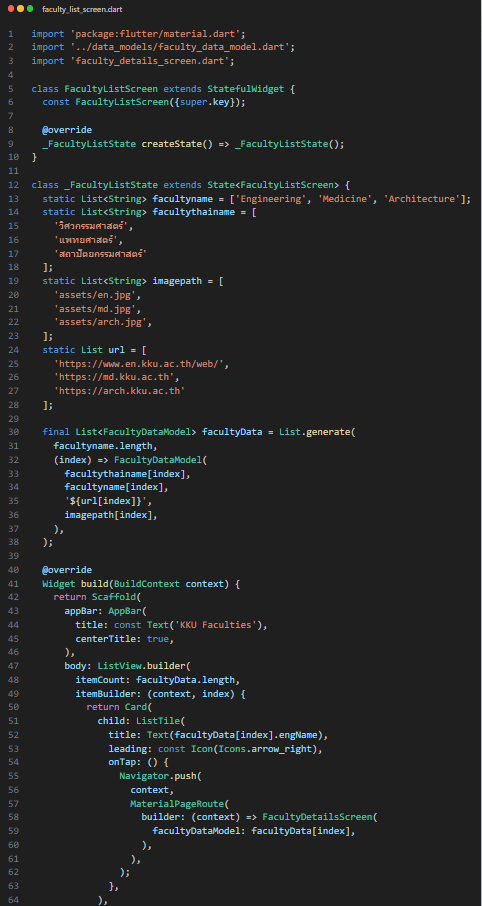 faculty_list_screen.dart
1 import 'package:flutter/material.dart';
2 import '../data_models/faculty_data_model.dart';
3 import 'faculty_details_screen.dart';
4
5 class FacultyListScreen extends StatefulWidget {
6   const FacultyListScreen({super.key});
7
8   @override
9   _FacultyListState createState() => _FacultyListState();
10 }
11
12 class _FacultyListState extends State<FacultyListScreen> {
13   static List<String> facultyname = ['Engineering', 'Medicine', 'Architecture'];
14   static List<String> facultythainame = [
15     'วิศวกรรมศาสตร์',
16     'แพทยศาสตร์',
17     'สถาปัตยกรรมศาสตร์'
18   ];
19   static List<String> imagepath = [
20     'assets/en.jpg',
21     'assets/md.jpg',
22     'assets/arch.jpg',
23   ];
24   static List url = [
25     'https://www.en.kku.ac.th/web/',
26     'https://md.kku.ac.th',
27     'https://arch.kku.ac.th'
28   ];
29
30   final List<FacultyDataModel> facultyData = List.generate(
31     facultyname.length,
32     (index) => FacultyDataModel(
33       facultythainame[index],
34       facultyname[index],
35       '${url[index]}',
36       imagepath[index],
37     ),
38   );
39
40   @override
41   Widget build(BuildContext context) {
42     return Scaffold(
43       appBar: AppBar(
44         title: const Text('KKU Faculties'),
45         centerTitle: true,
46       ),
47       body: ListView.builder(
48         itemCount: facultyData.length,
49         itemBuilder: (context, index) {
50           return Card(
51             child: ListTile(
52               title: Text(facultyData[index].engName),
53               leading: const Icon(Icons.arrow_right),
54               onTap: () {
55                 Navigator.push(
56                   context,
57                   MaterialPageRoute(
58                     builder: (context) => FacultyDetailsScreen(
59                       facultyDataModel: facultyData[index],
60                     ),
61                   ),
62                 );
63               },
64             ),